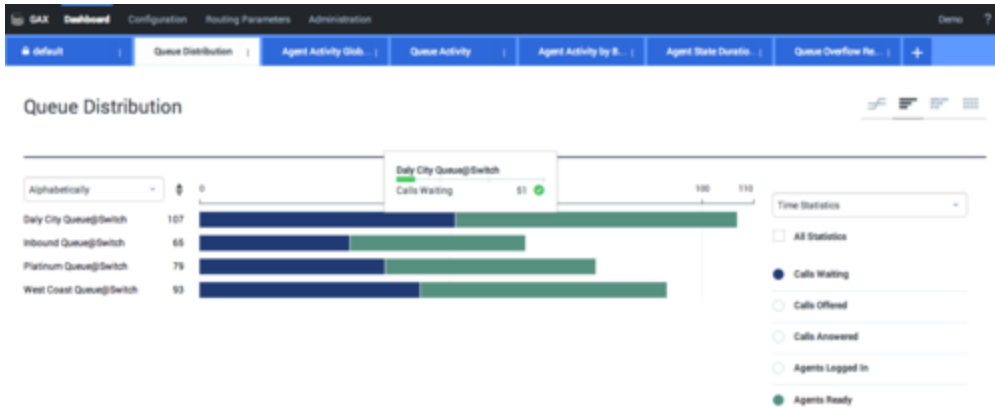 GAX Dashboard Configuration Routing Parameters Administration Demo ?
default Queue Distribution Agent Activity Glob... Queue Activity Agent Activity by B... Agent State Duratio... Queue Overflow Re... +
Queue Distribution
Daly City Queue@Switch
Calls Waiting 51
Alphabetically
0 100 110
Daly City Queue@Switch 107
Inbound Queue@Switch 65
Platinum Queue@Switch 79
West Coast Queue@Switch 93
Time Statistics
All Statistics
Calls Waiting
Calls Offered
Calls Answered
Agents Logged In
Agents Ready